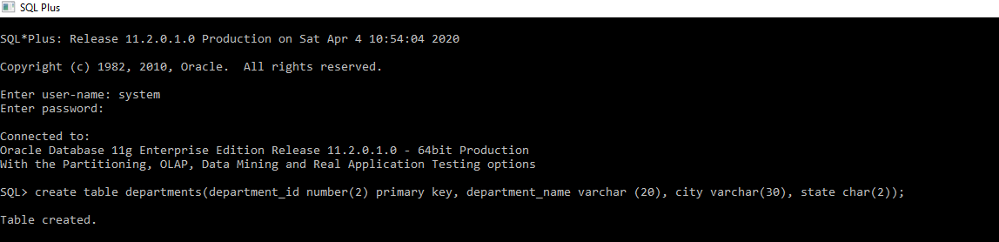 SQL Plus
SQL*Plus: Release 11.2.0.1.0 Production on Sat Apr 4 10:54:04 2020
Copyright (c) 1982, 2010, Oracle.  All rights reserved.
Enter user-name: system
Enter password:
Connected to:
Oracle Database 11g Enterprise Edition Release 11.2.0.1.0 - 64bit Production
With the Partitioning, OLAP, Data Mining and Real Application Testing options
SQL> create table departments(department_id number(2) primary key, department_name varchar (20), city varchar(30), state char(2));
Table created.